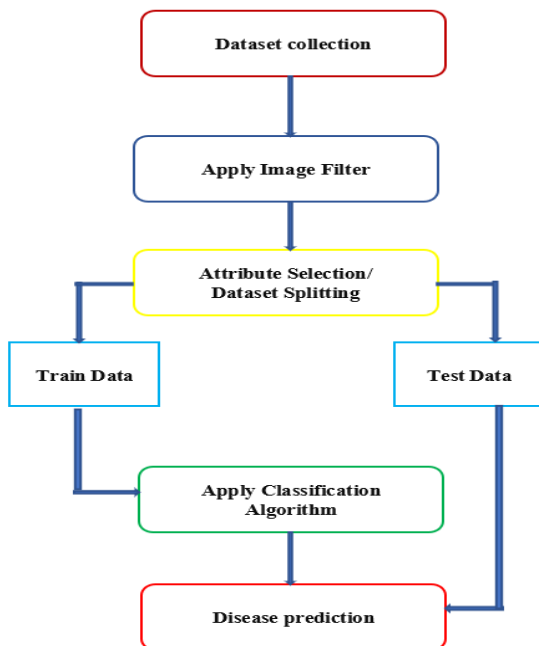 Dataset collection
Apply Image Filter
Attribute Selection/
Dataset Splitting
Train Data
Test Data
Apply Classification
Algorithm
Disease prediction